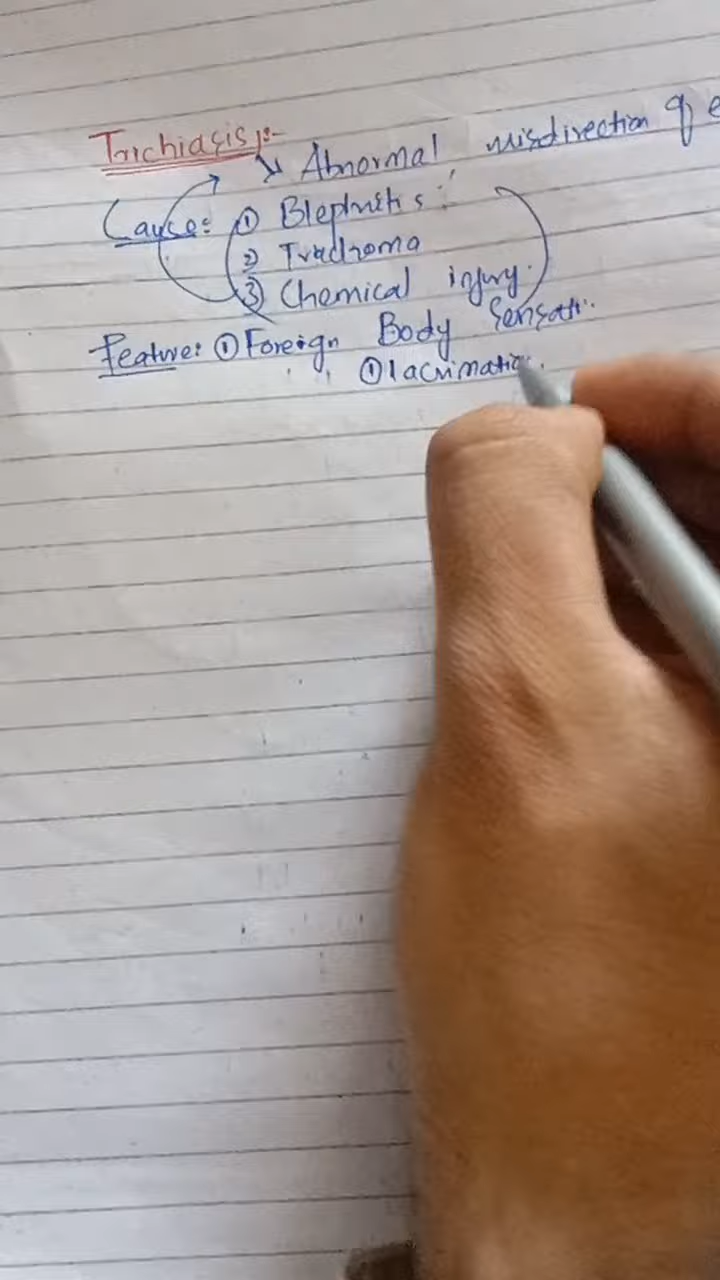 Trichiasis:-
↘ Abnormal misdirection of e
Cause: ① Blephritis:
② Trachoma
③ Chemical injury.
Feature: ① Foreign Body Sensati..
① lacrimatio.